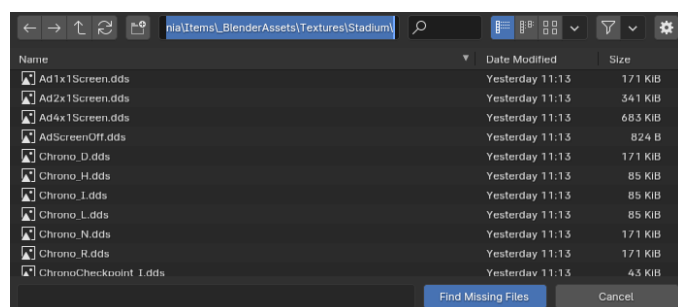 nia\Items\_BlenderAssets\Textures\Stadium\
Name Date Modified Size
Ad1x1Screen.dds Yesterday 11:13 171 KiB
Ad2x1Screen.dds Yesterday 11:13 341 KiB
Ad4x1Screen.dds Yesterday 11:13 683 KiB
AdScreenOff.dds Yesterday 11:13 824 B
Chrono_D.dds Yesterday 11:13 171 KiB
Chrono_H.dds Yesterday 11:13 85 KiB
Chrono_I.dds Yesterday 11:13 85 KiB
Chrono_L.dds Yesterday 11:13 85 KiB
Chrono_N.dds Yesterday 11:13 171 KiB
Chrono_R.dds Yesterday 11:13 171 KiB
ChronoCheckpoint_I.dds Yesterday 11:13 43 KiB
Find Missing Files Cancel